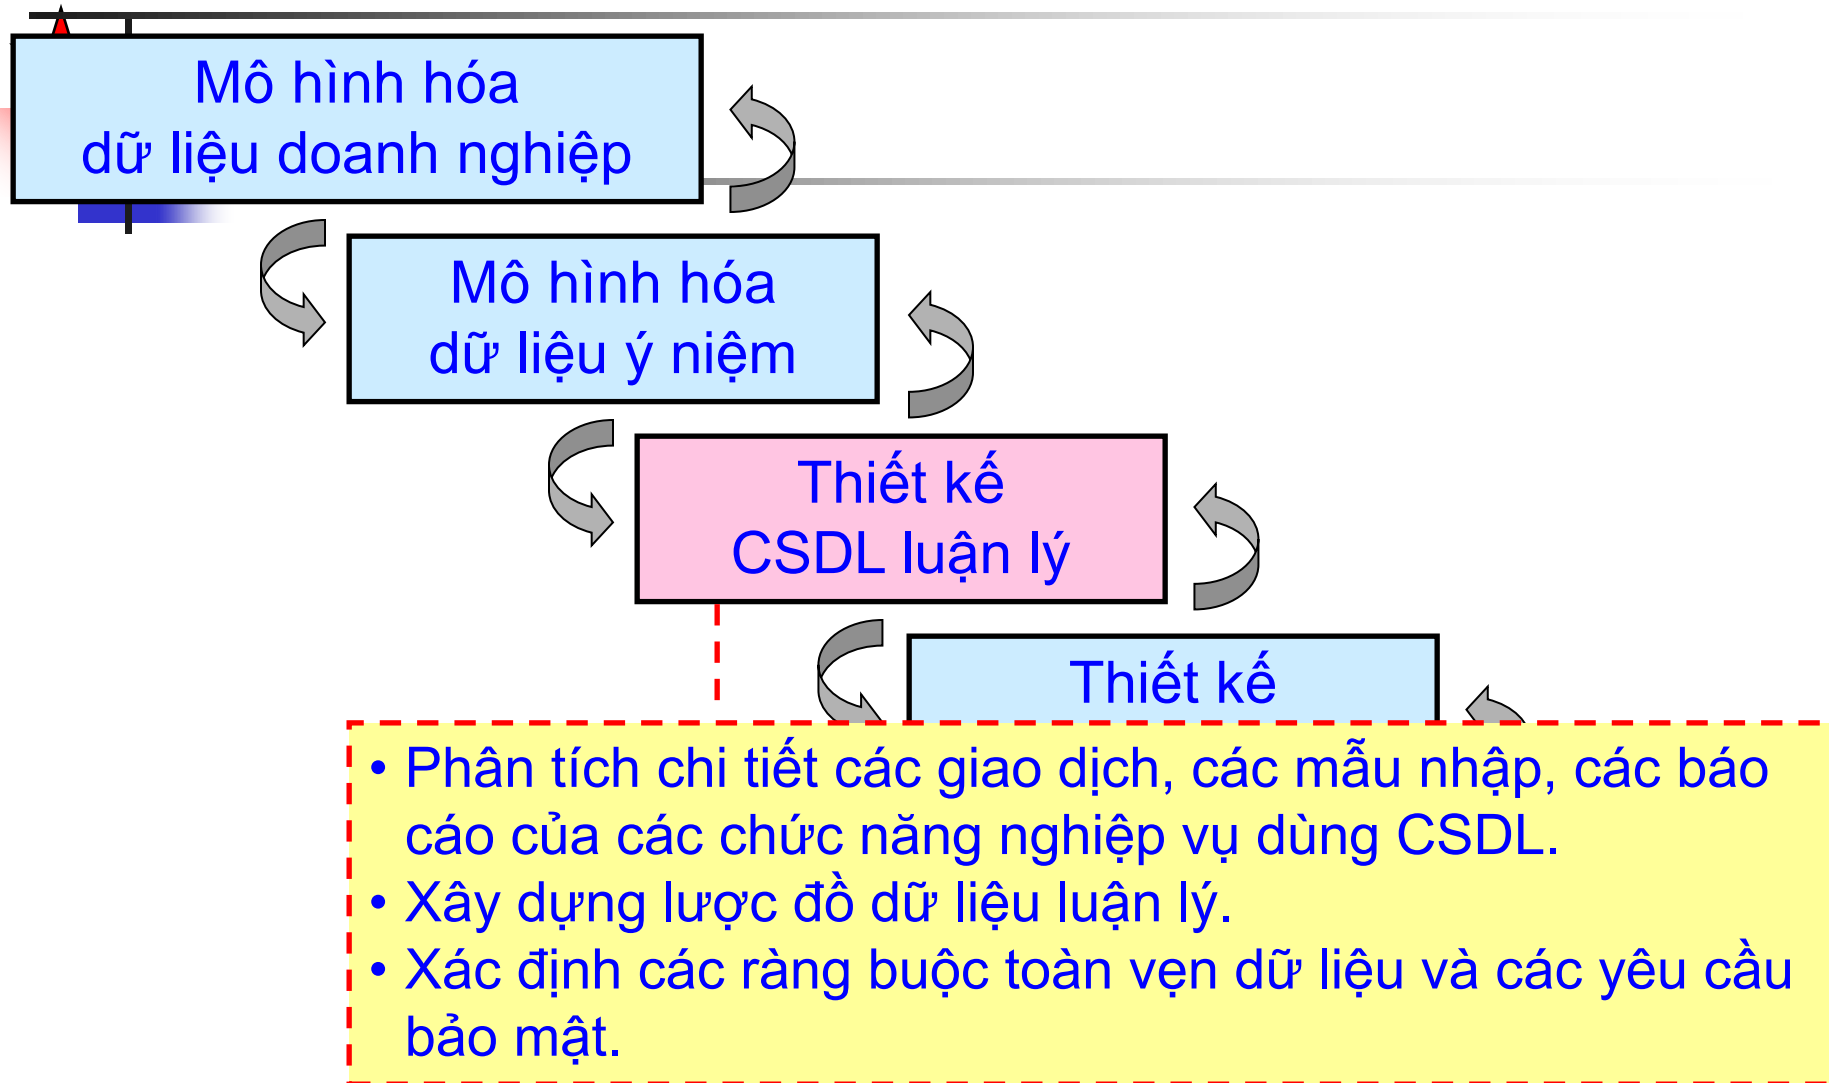 Mô hình hóa
dữ liệu doanh nghiệp
Mô hình hóa
dữ liệu ý niệm
Thiết kế
CSDL luận lý
Thiết kế
• Phân tích chi tiết các giao dịch, các mẫu nhập, các báo
cáo của các chức năng nghiệp vụ dùng CSDL.
• Xây dựng lược đồ dữ liệu luận lý.
• Xác định các ràng buộc toàn vẹn dữ liệu và các yêu cầu
bảo mật.